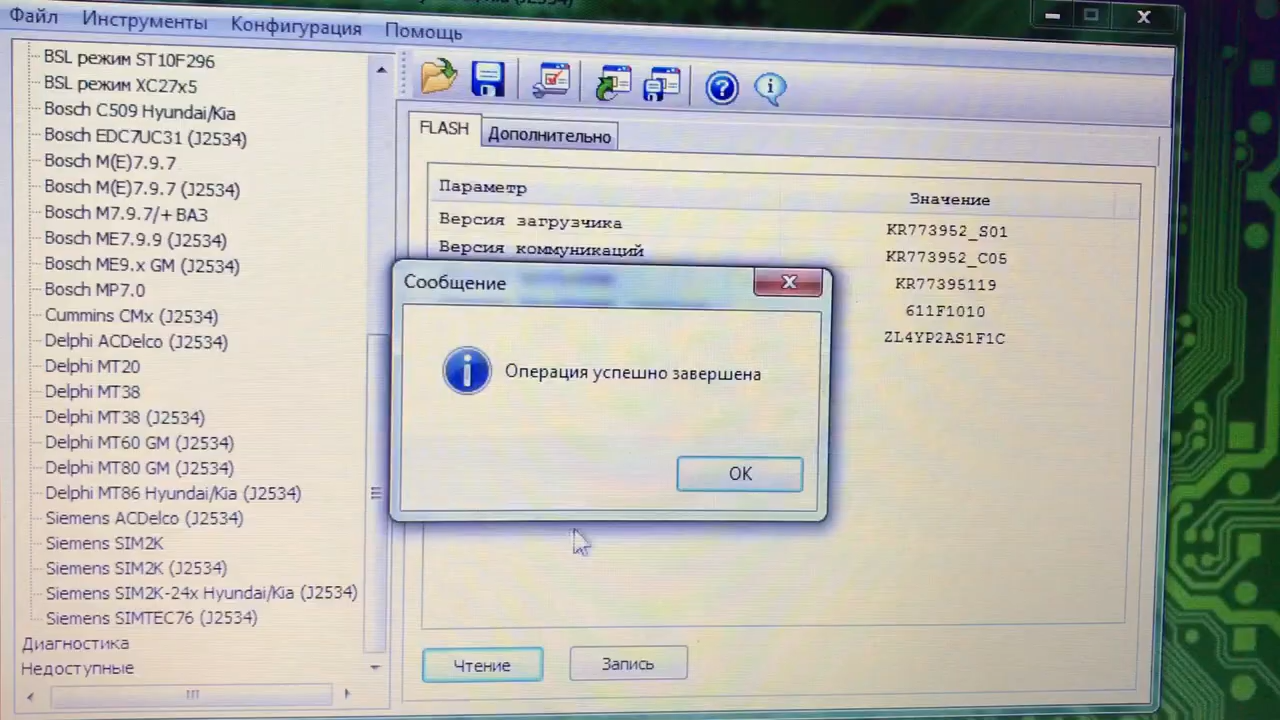 Файл Инструменты Конфигурация Помощь
BSL режим ST10F296
BSL режим XC27x5
Bosch C509 Hyundai/Kia
Bosch EDC7UC31 (J2534)
Bosch M(E)7.9.7
Bosch M(E)7.9.7 (J2534)
Bosch M7.9.7/+ ВАЗ
Bosch ME7.9.9 (J2534)
Bosch ME9.x GM (J2534)
Bosch MP7.0
Cummins CMx (J2534)
Delphi ACDelco (J2534)
Delphi MT20
Delphi MT38
Delphi MT38 (J2534)
Delphi MT60 GM (J2534)
Delphi MT80 GM (J2534)
Delphi MT86 Hyundai/Kia (J2534)
Siemens ACDelco (J2534)
Siemens SIM2K
Siemens SIM2K (J2534)
Siemens SIM2K-24x Hyundai/Kia (J2534)
Siemens SIMTEC76 (J2534)
Диагностика
Недоступные
FLASH Дополнительно
Параметр Значение
Версия загрузчика KR773952_S01
Версия коммуникаций KR773952_C05
KR77395119
611F1010
ZL4YP2AS1F1C
Сообщение
Операция успешно завершена
OK
Чтение Запись